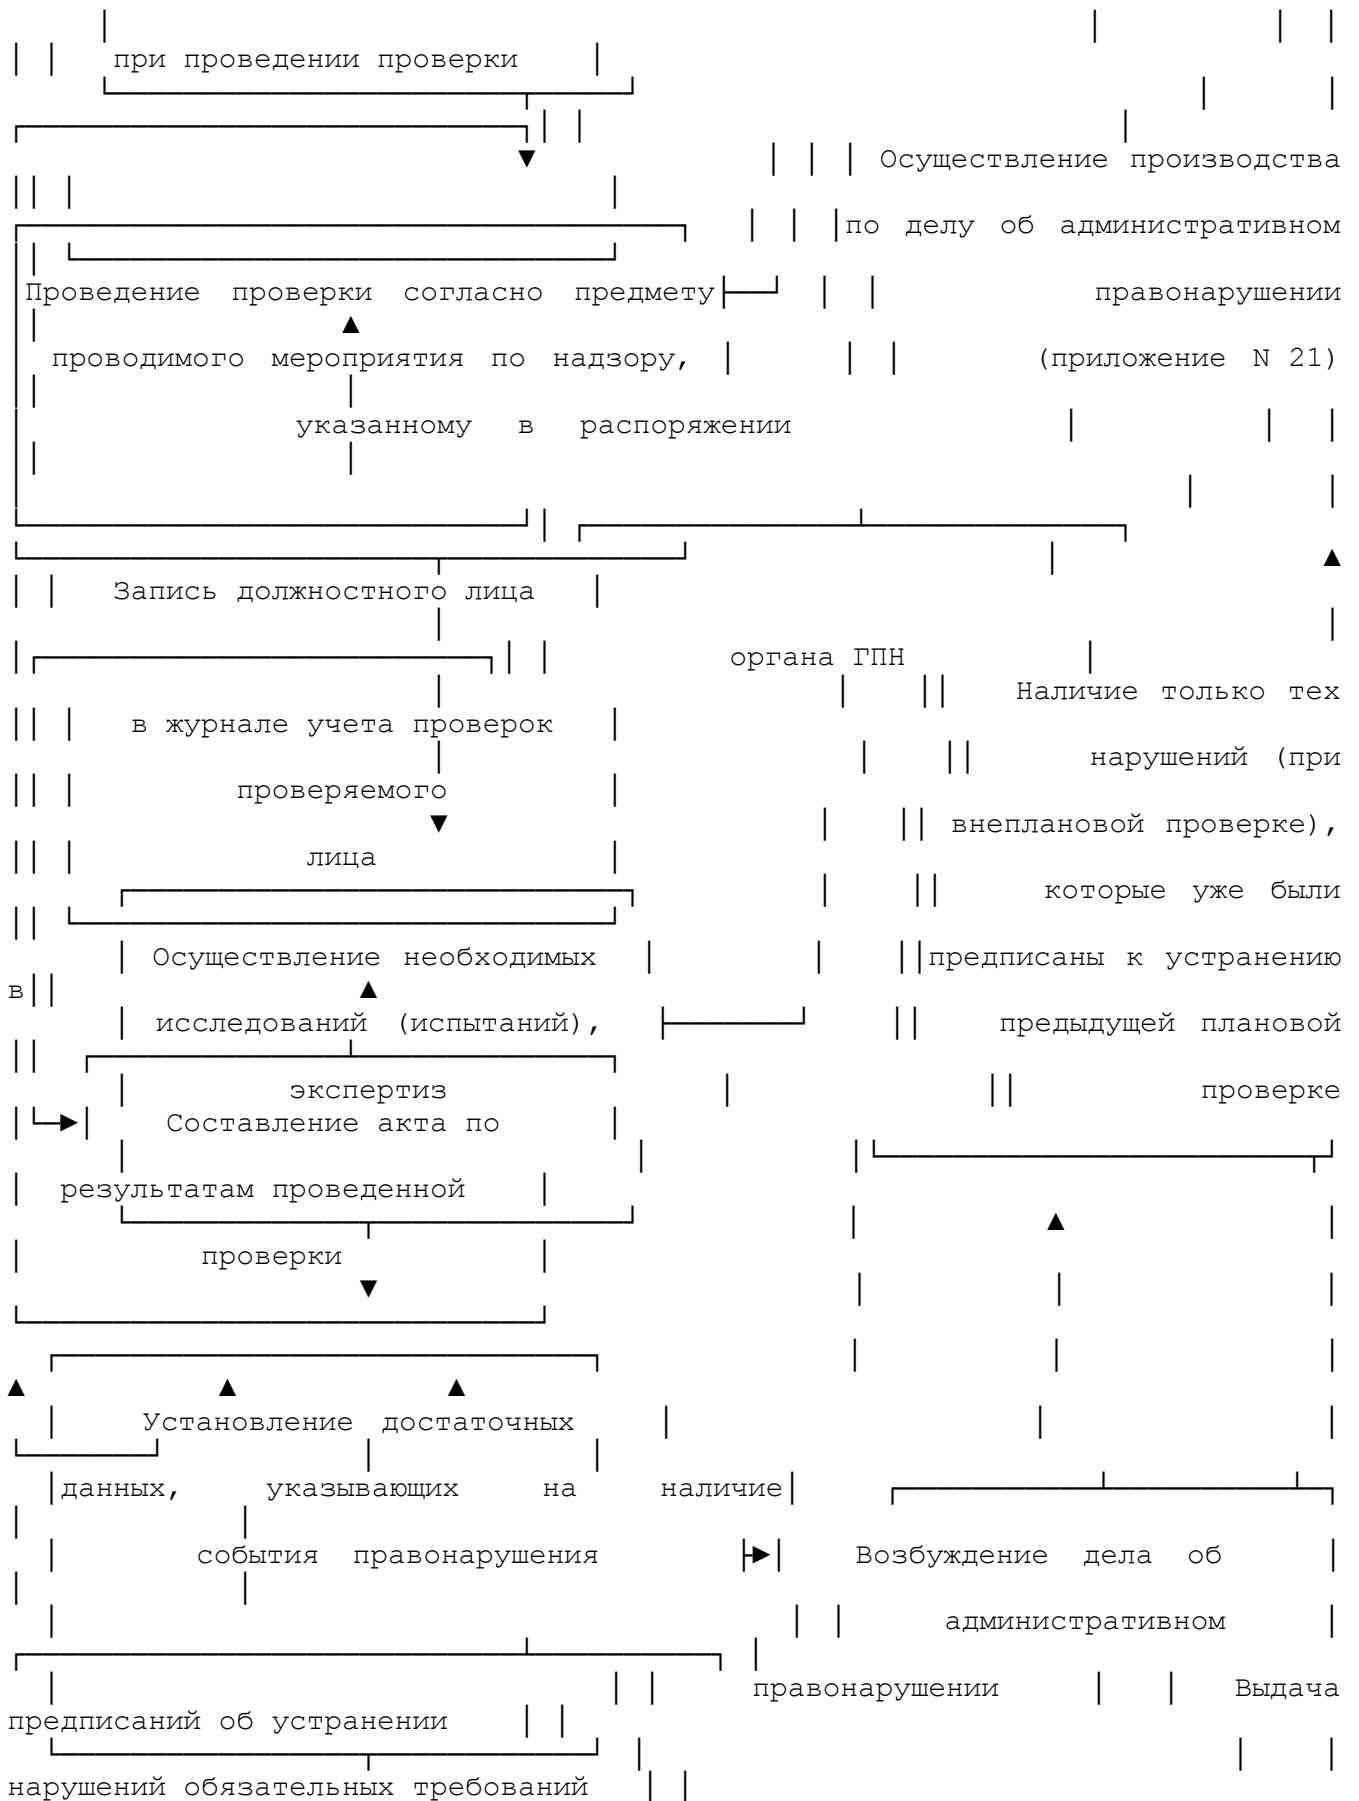 при проведении проверки
Осуществление производства
по делу об административном
Проведение проверки согласно предмету правонарушении
проводимого мероприятия по надзору, (приложение N 21)
указанному в распоряжении
Запись должностного лица
органа ГПН
Наличие только тех
в журнале учета проверок
нарушений (при
проверяемого
внеплановой проверке),
лица
которые уже были
Осуществление необходимых предписаны к устранению
в
исследований (испытаний), предыдущей плановой
экспертиз проверке
Составление акта по
результатам проведенной
проверки
Установление достаточных
данных, указывающих на наличие
события правонарушения Возбуждение дела об
административном
правонарушении Выдача
предписаний об устранении
нарушений обязательных требований